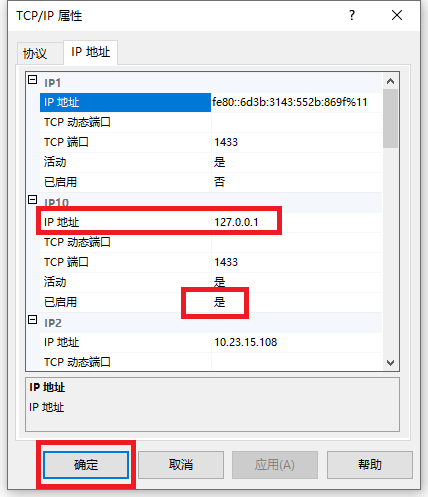 TCP/IP 属性
协议
IP 地址
IP1
IP 地址 fe80::6d3b:3143:552b:869f%11
TCP 动态端口
TCP 端口 1433
活动 是
已启用 否
IP10
IP 地址 127.0.0.1
TCP 动态端口
TCP 端口 1433
活动 是
已启用 是
IP2
IP 地址 10.23.15.108
TCP 动态端口
IP 地址
IP 地址
确定
取消
应用(A)
帮助